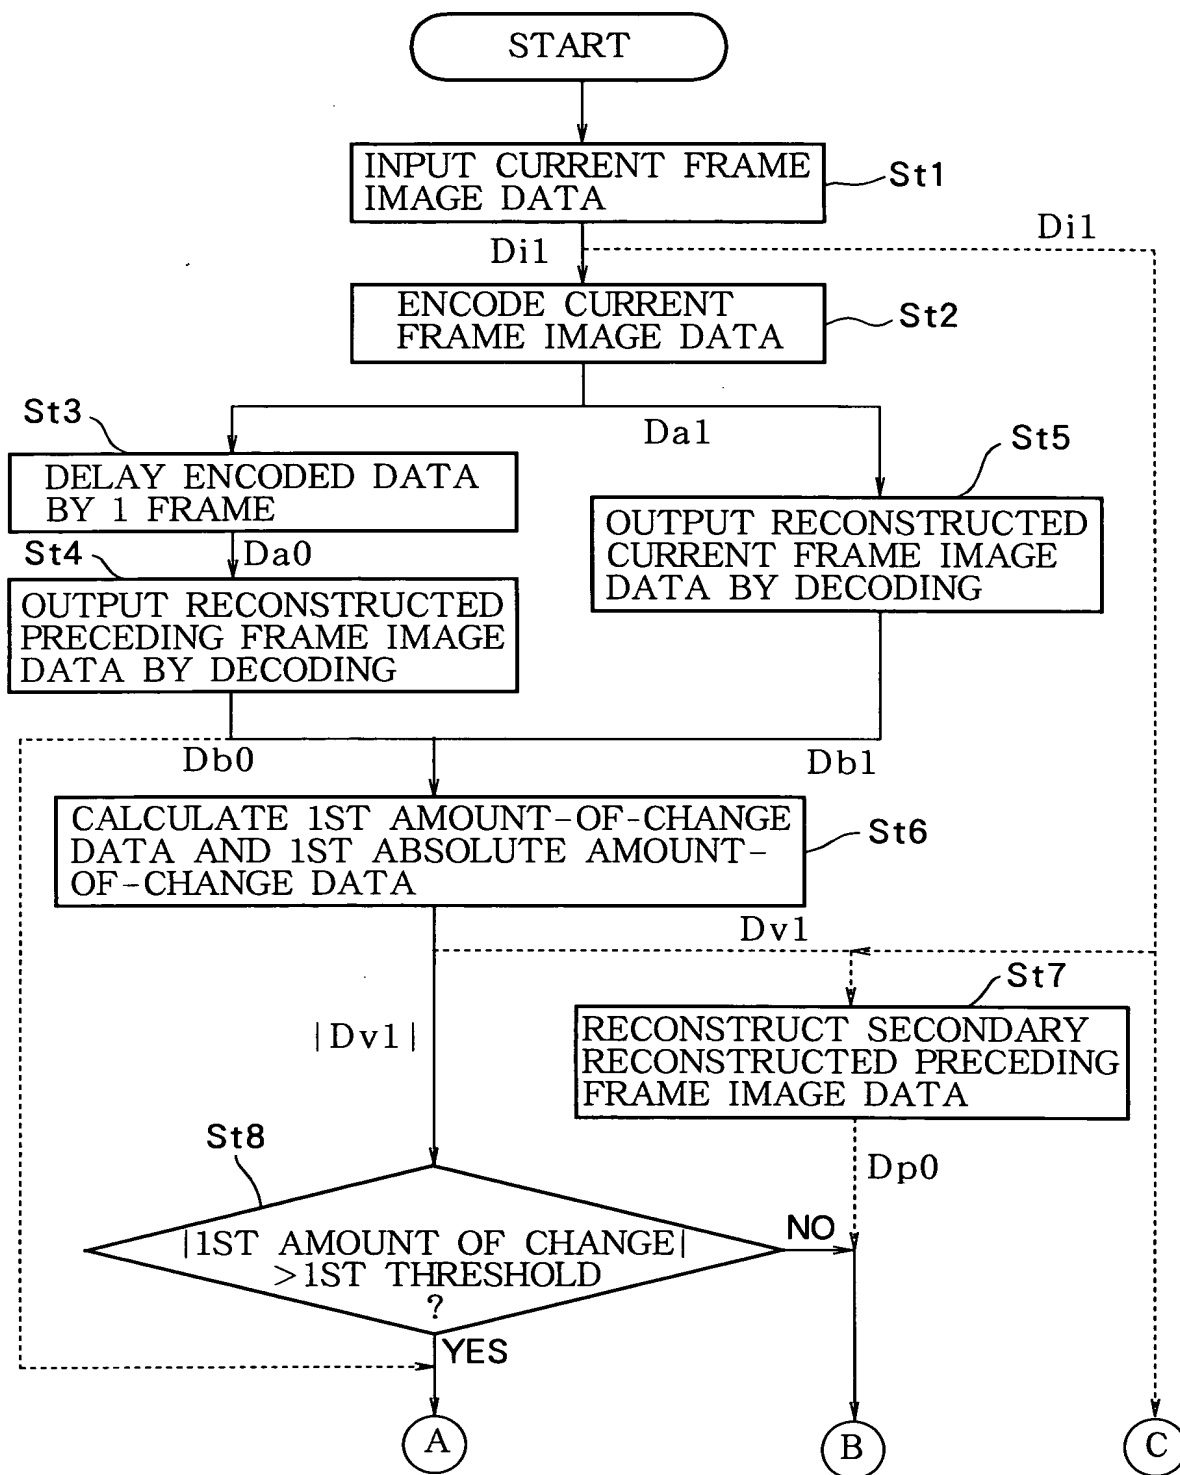 START
INPUT CURRENT FRAME
IMAGE DATA
St1
Di1
Di1
ENCODE CURRENT
FRAME IMAGE DATA
St2
St3
Da1
St5
DELAY ENCODED DATA
BY 1 FRAME
OUTPUT RECONSTRUCTED
CURRENT FRAME IMAGE
DATA BY DECODING
St4
Da0
OUTPUT RECONSTRUCTED
PRECEDING FRAME IMAGE
DATA BY DECODING
Db0
Db1
CALCULATE 1ST AMOUNT-OF-CHANGE
DATA AND 1ST ABSOLUTE AMOUNT-
OF-CHANGE DATA
St6
Dv1
St7
|Dv1|
RECONSTRUCT SECONDARY
RECONSTRUCTED PRECEDING
FRAME IMAGE DATA
St8
Dp0
|1ST AMOUNT OF CHANGE|
>1ST THRESHOLD
?
NO
YES
A
B
C